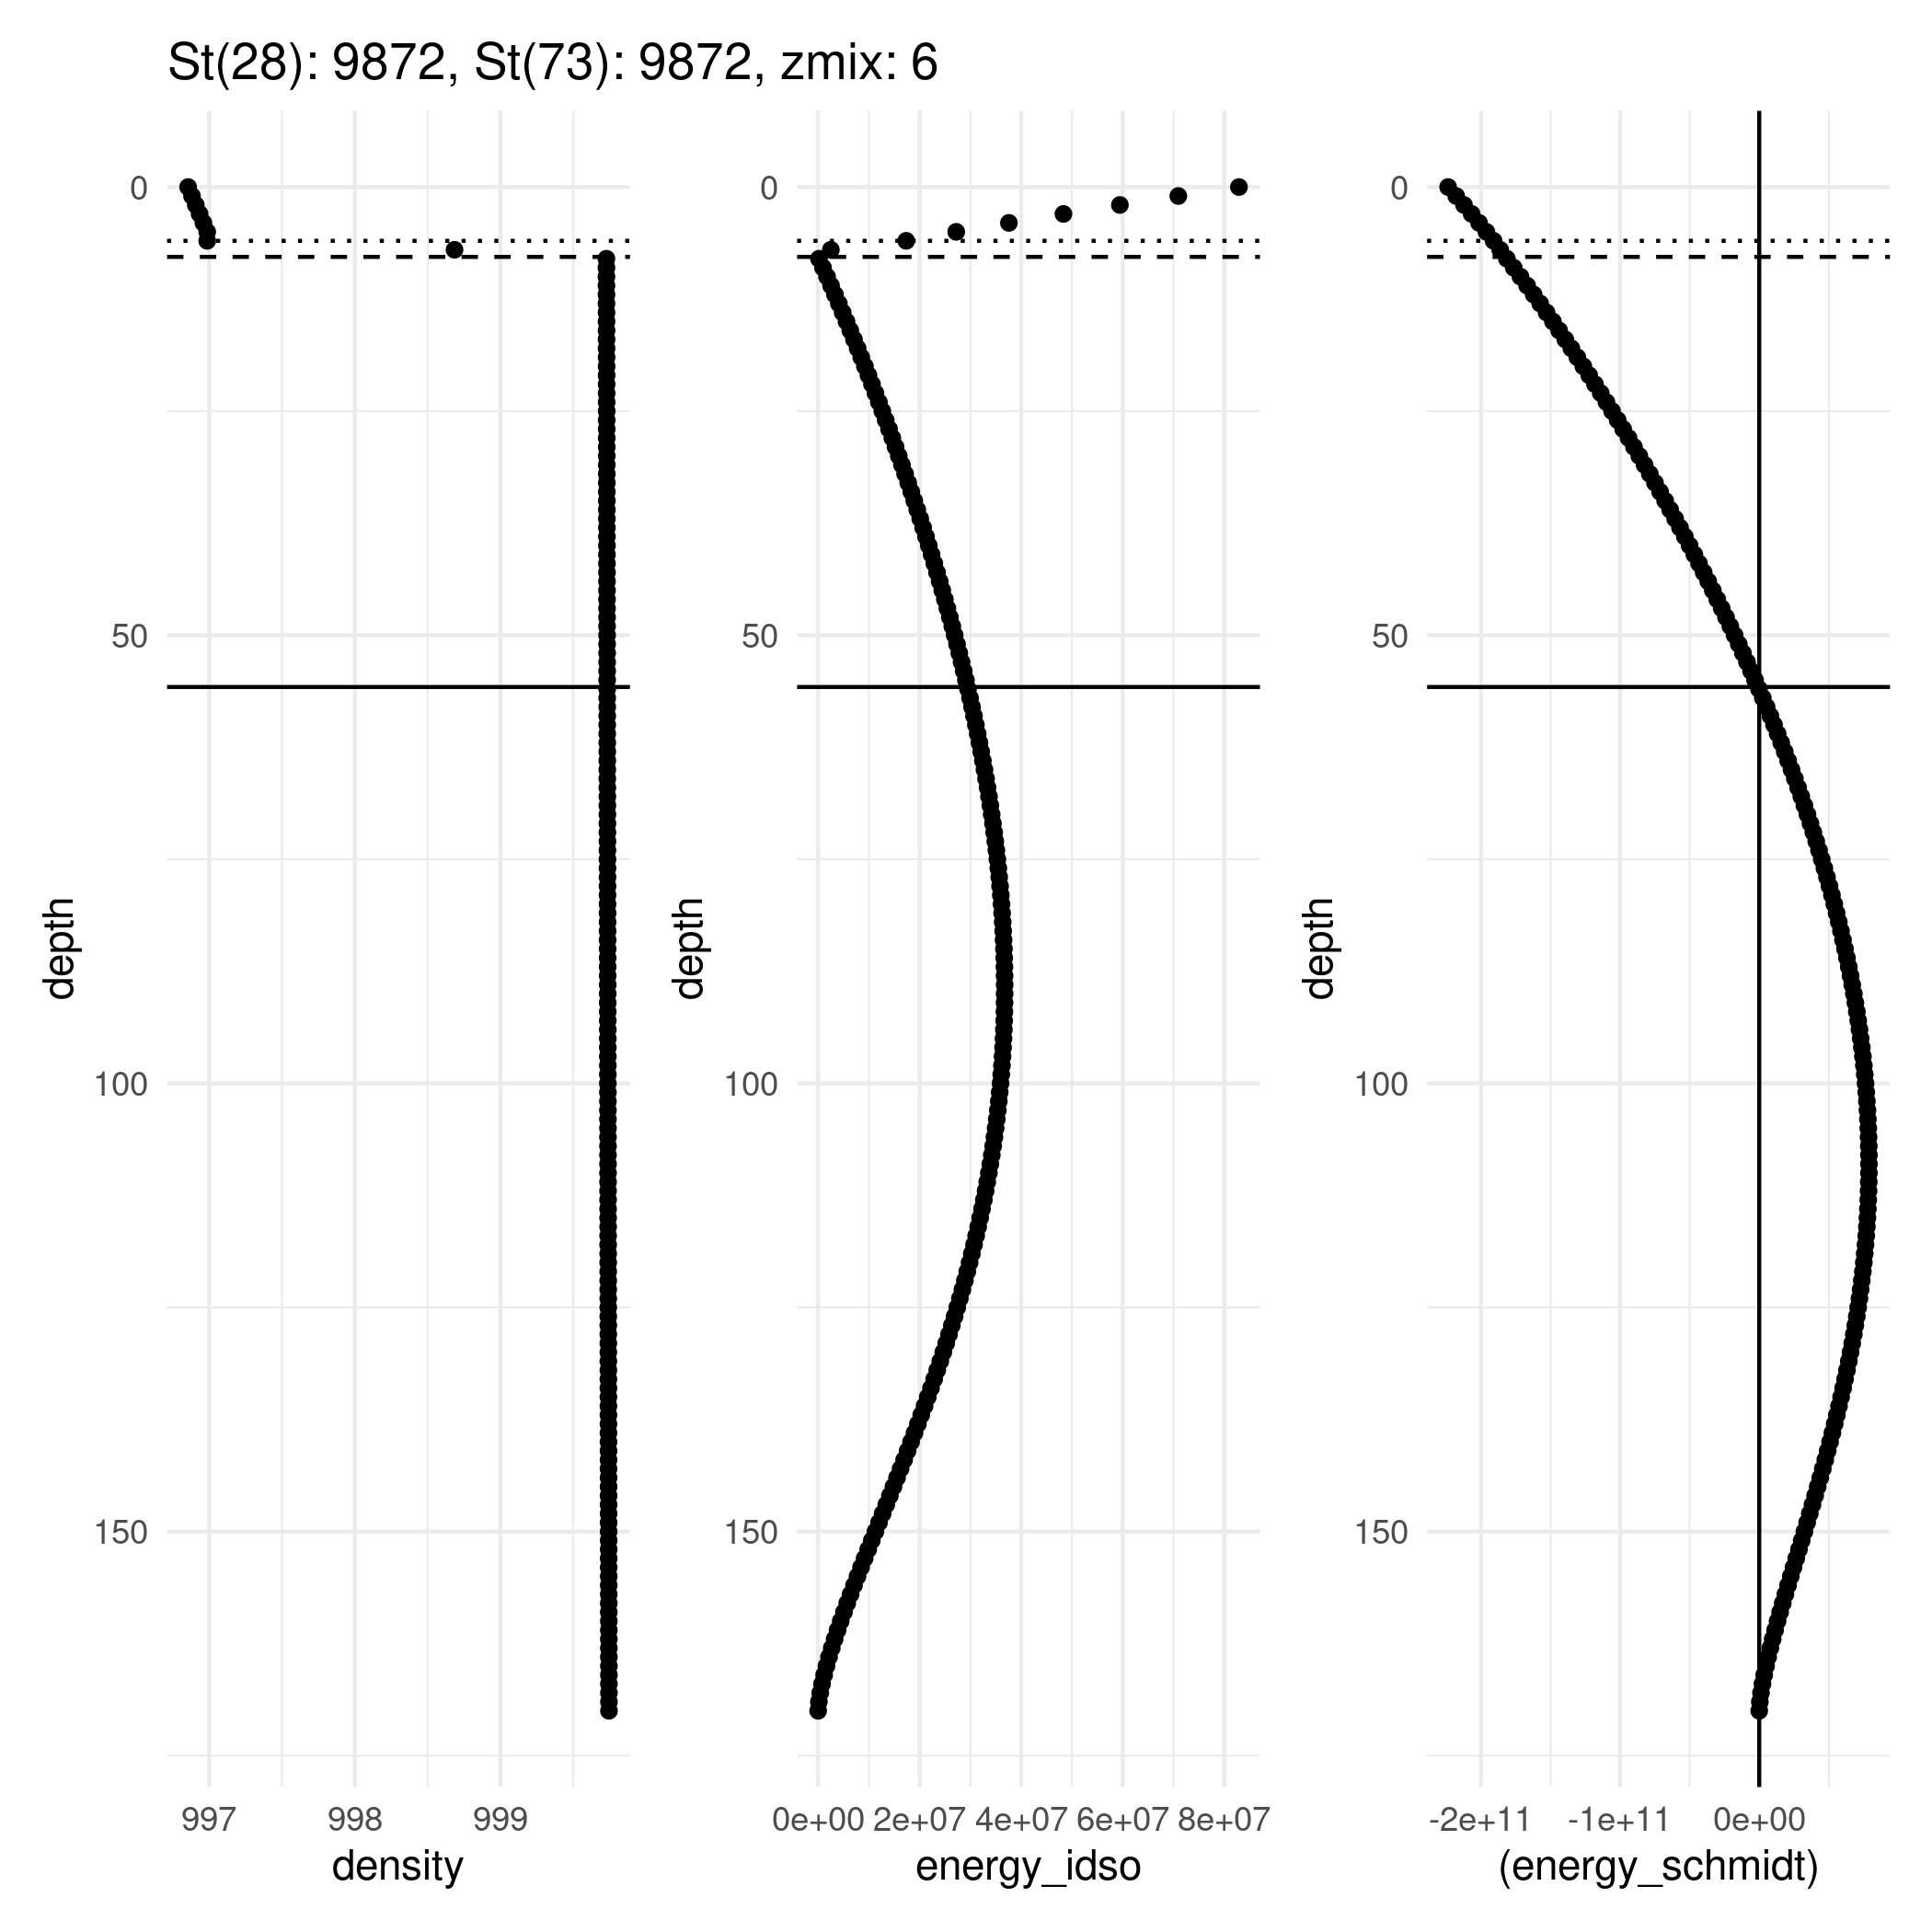 St(28): 9872, St(73): 9872, zmix: 6
depth
0
50
100
150
997 998 999
density
depth
0
50
100
150
0e+00 2e+07 4e+07 6e+07 8e+07
energy_idso
depth
0
50
100
150
-2e+11 -1e+11 0e+00
(energy_schmidt)